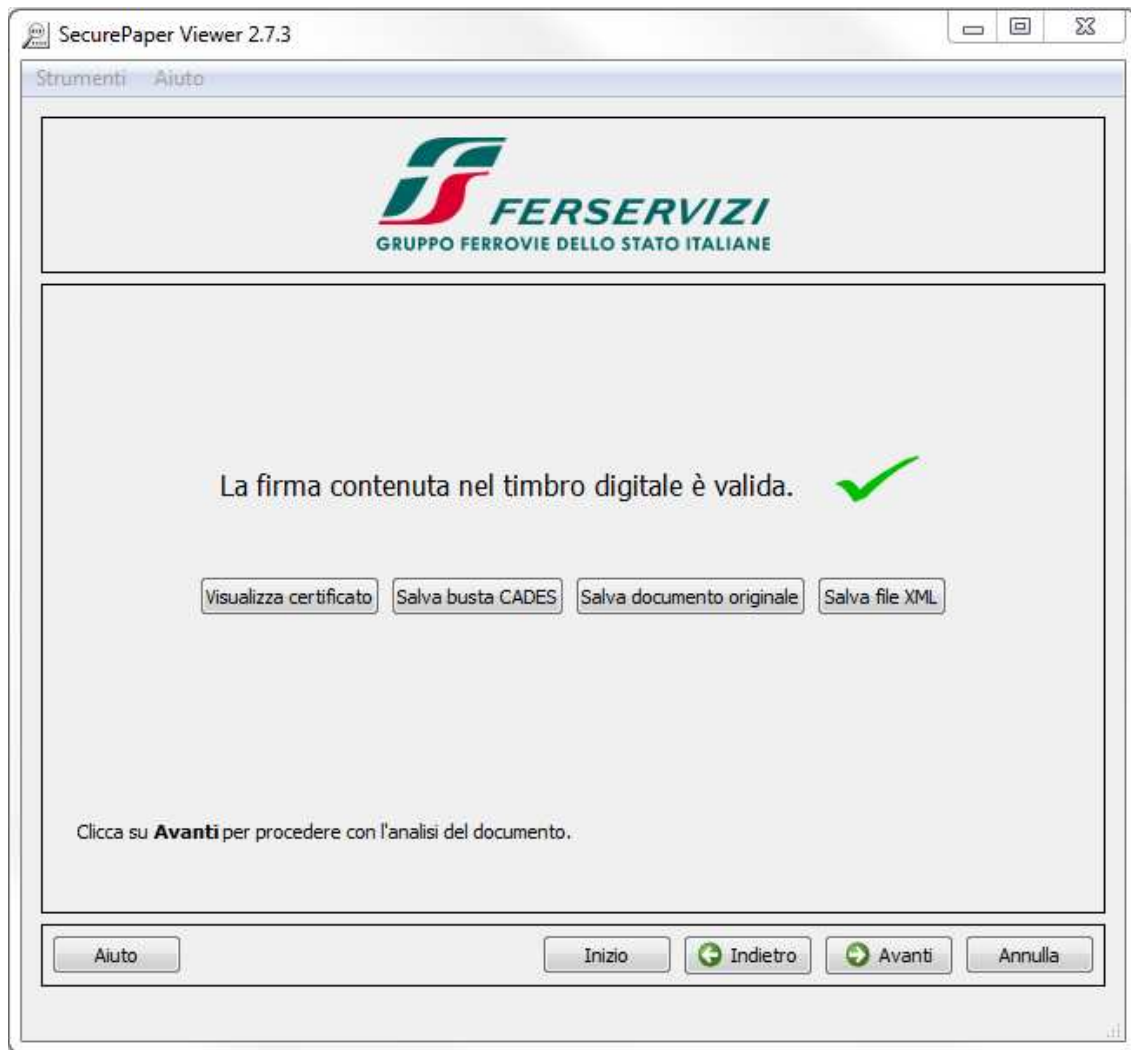 SecurePaper Viewer 2.7.3
Strumenti Aiuto
FERSERVIZI
GRUPPO FERROVIE DELLO STATO ITALIANE
La firma contenuta nel timbro digitale è valida.
Visualizza certificato Salva busta CADES Salva documento originale Salva file XML
Clicca su Avanti per procedere con l'analisi del documento.
Aiuto Inizio Indietro Avanti Annulla